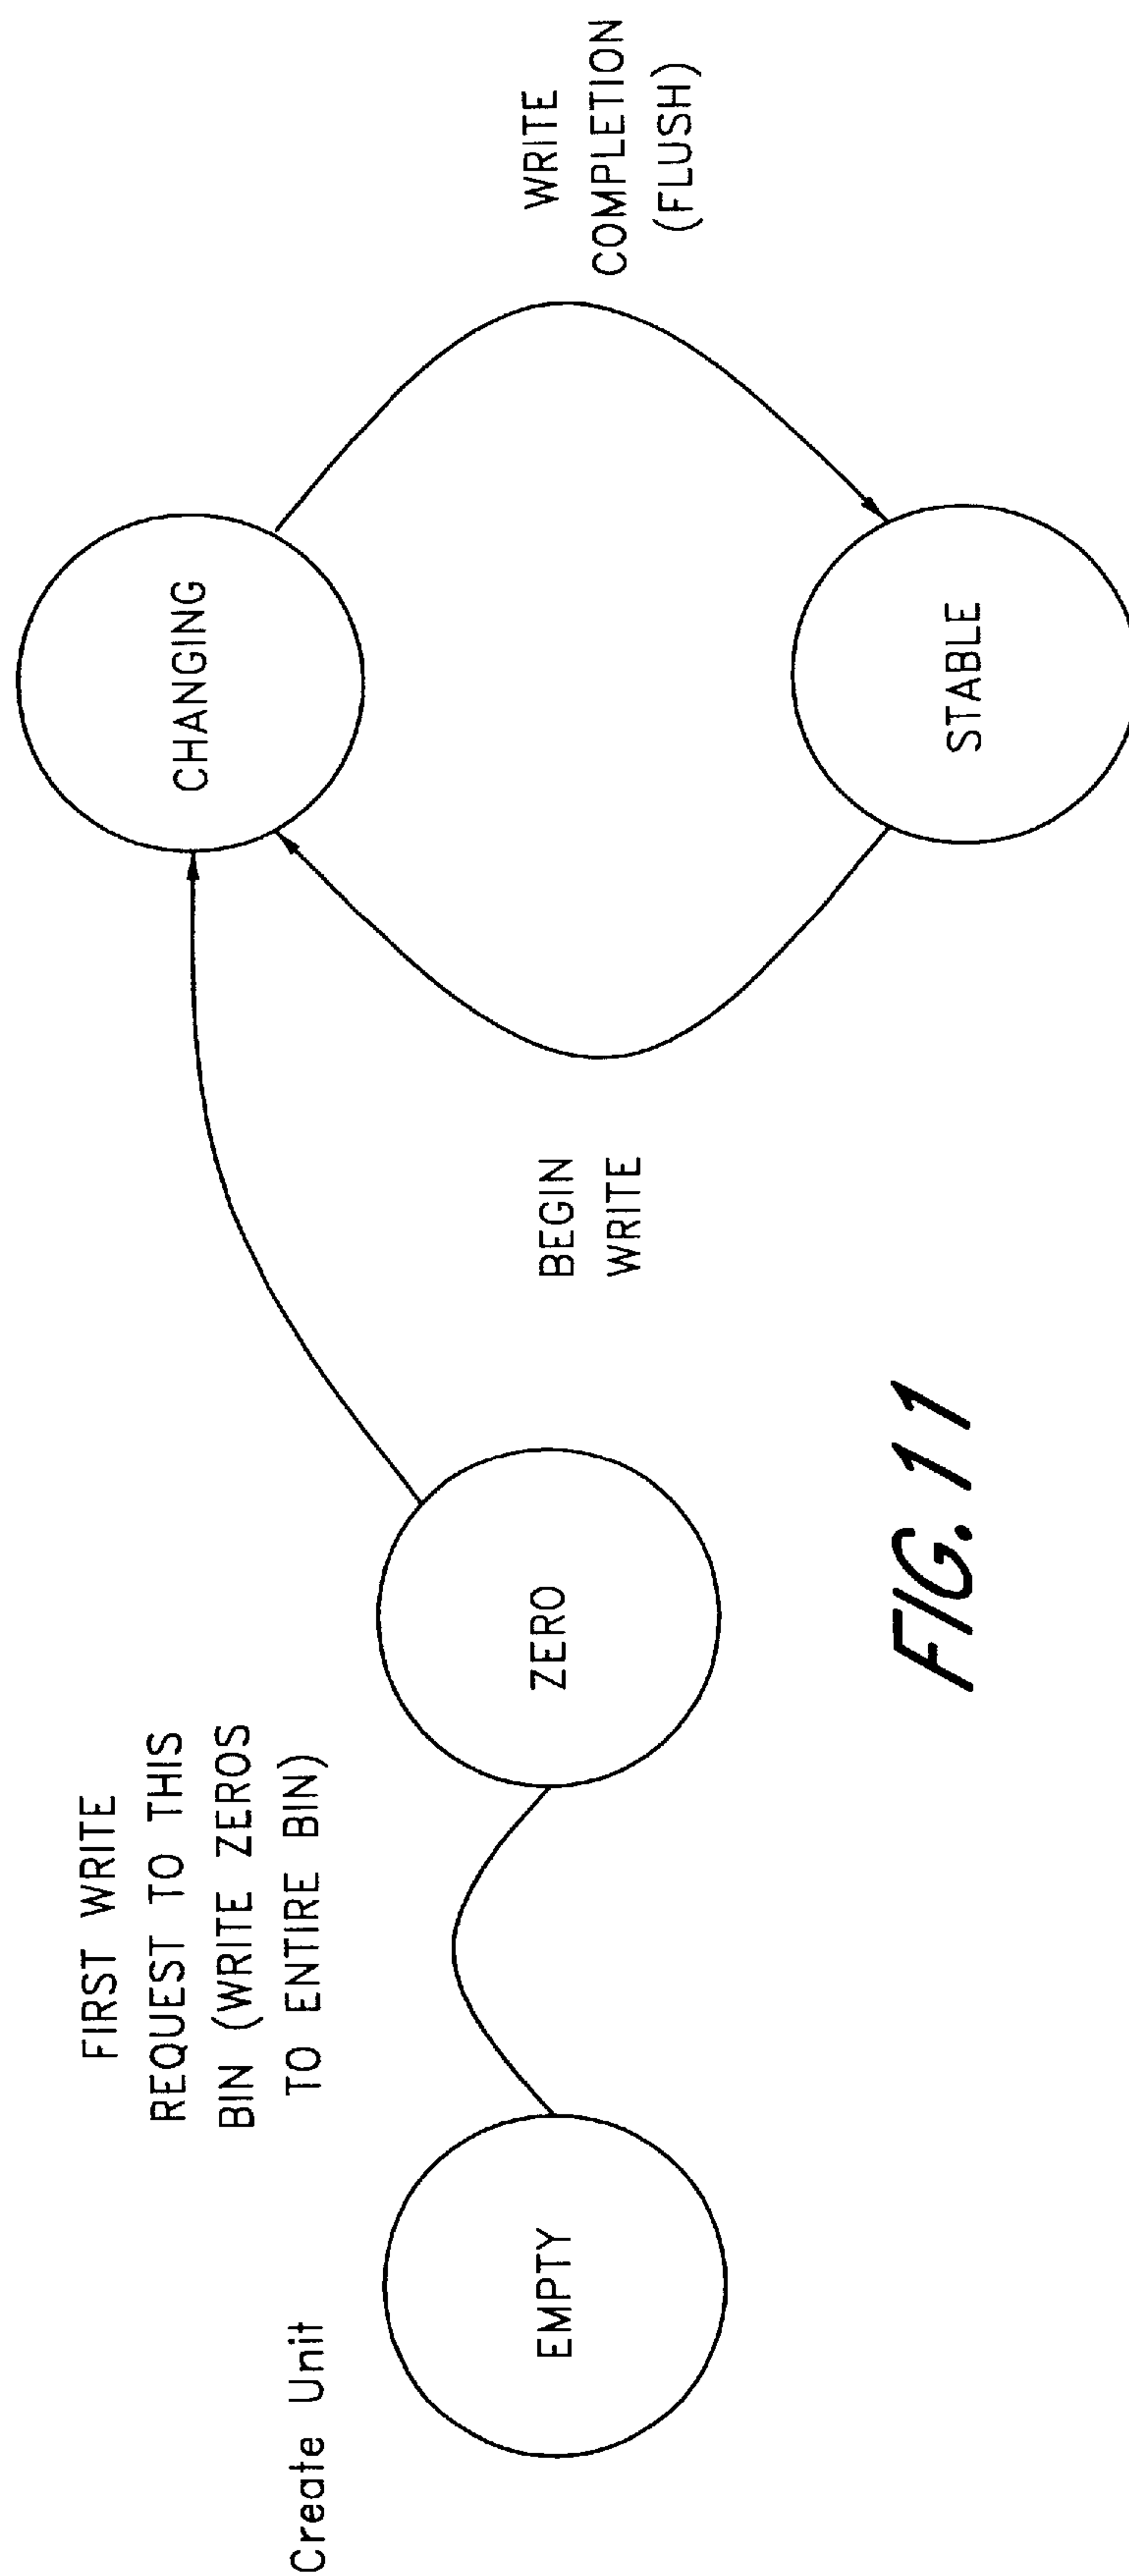 Create Unit
EMPTY
FIRST WRITE
REQUEST TO THIS
BIN (WRITE ZEROS
TO ENTIRE BIN)
ZERO
BEGIN
WRITE
CHANGING
STABLE
WRITE
COMPLETION
(FLUSH)
FIG. 11